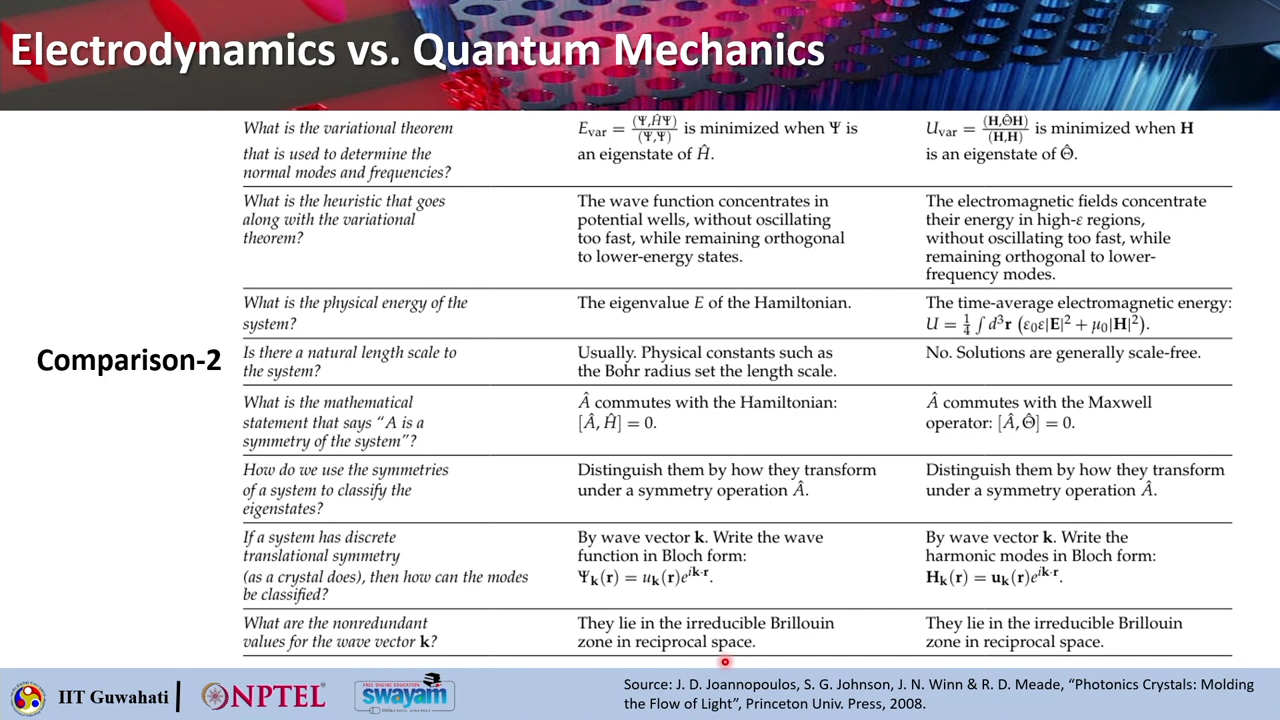 Electrodynamics vs. Quantum Mechanics
Comparison-2
What is the variational theorem
that is used to determine the
normal modes and frequencies?
E_var = (Ψ,ĤΨ)/(Ψ,Ψ) is minimized when Ψ is
an eigenstate of Ĥ.
U_var = (H,Θ̂H)/(H,H) is minimized when H
is an eigenstate of Θ̂.
What is the heuristic that goes
along with the variational
theorem?
The wave function concentrates in
potential wells, without oscillating
too fast, while remaining orthogonal
to lower-energy states.
The electromagnetic fields concentrate
their energy in high-ε regions,
without oscillating too fast, while
remaining orthogonal to lower-
frequency modes.
What is the physical energy of the
system?
The eigenvalue E of the Hamiltonian.
The time-average electromagnetic energy:
U = 1/4 ∫ d³r (ε₀ε|E|² + μ₀|H|²).
Is there a natural length scale to
the system?
Usually. Physical constants such as
the Bohr radius set the length scale.
No. Solutions are generally scale-free.
What is the mathematical
statement that says “A is a
symmetry of the system”?
Â commutes with the Hamiltonian:
[Â, Ĥ] = 0.
Â commutes with the Maxwell
operator: [Â, Θ̂] = 0.
How do we use the symmetries
of a system to classify the
eigenstates?
Distinguish them by how they transform
under a symmetry operation Â.
Distinguish them by how they transform
under a symmetry operation Â.
If a system has discrete
translational symmetry
(as a crystal does), then how can the modes
be classified?
By wave vector k. Write the wave
function in Bloch form:
Ψ_k(r) = u_k(r)e^{ik·r}.
By wave vector k. Write the
harmonic modes in Bloch form:
H_k(r) = u_k(r)e^{ik·r}.
What are the nonredundant
values for the wave vector k?
They lie in the irreducible Brillouin
zone in reciprocal space.
They lie in the irreducible Brillouin
zone in reciprocal space.
IIT Guwahati
NPTEL
FREE ONLINE EDUCATION
swayam
Source: J. D. Joannopoulos, S. G. Johnson, J. N. Winn & R. D. Meade, “Photonics Crystals: Molding
the Flow of Light”, Princeton Univ. Press, 2008.